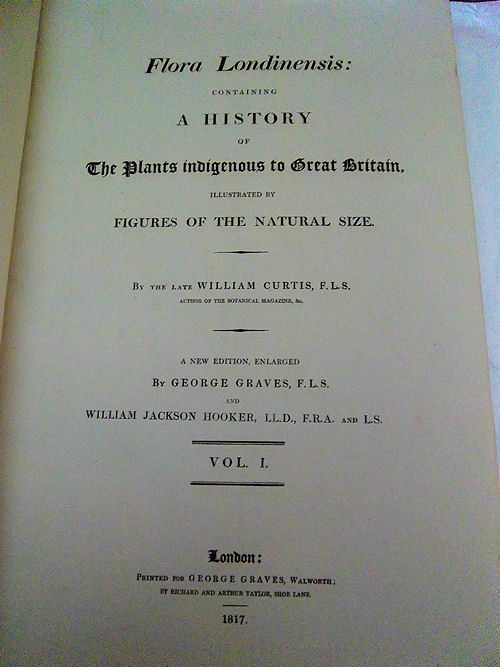 Flora Londinensis:
CONTAINING
A HISTORY
OF
The Plants indigenous to Great Britain,
ILLUSTRATED BY
FIGURES OF THE NATURAL SIZE.
BY THE LATE WILLIAM CURTIS, F.L.S.
AUTHOR OF THE BOTANICAL MAGAZINE, &c.
A NEW EDITION, ENLARGED
BY GEORGE GRAVES, F.L.S.
AND
WILLIAM JACKSON HOOKER, LL.D., F.R.A. AND L.S.
VOL. I.
London:
PRINTED FOR GEORGE GRAVES, WALWORTH;
BY RICHARD AND ARTHUR TAYLOR, SHOE LANE.
1817.